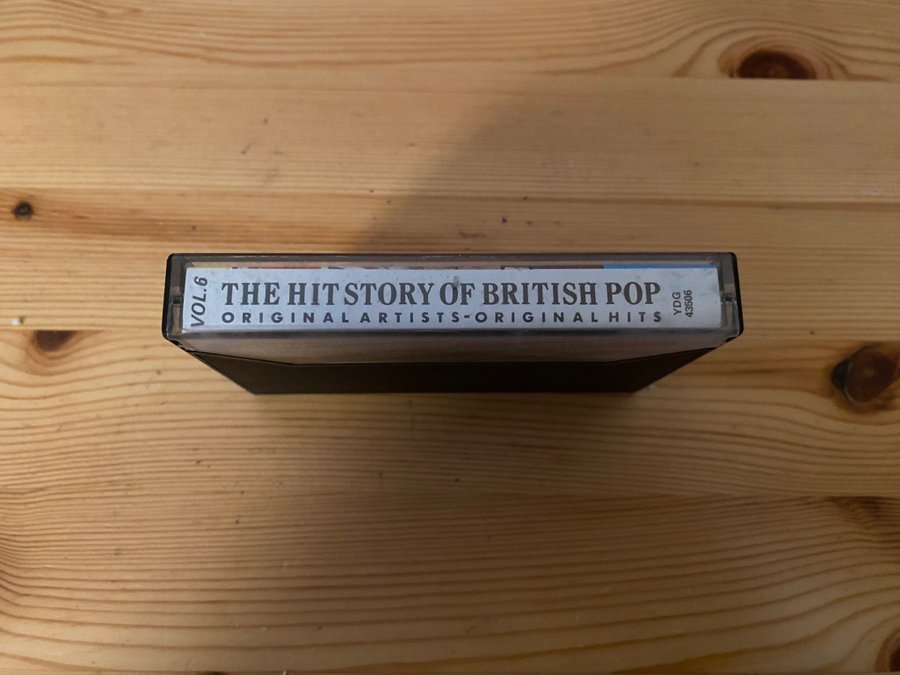 VOL. 6
THE HIT STORY OF BRITISH POP
ORIGINAL ARTISTS-ORIGINAL HITS
YDG
43506